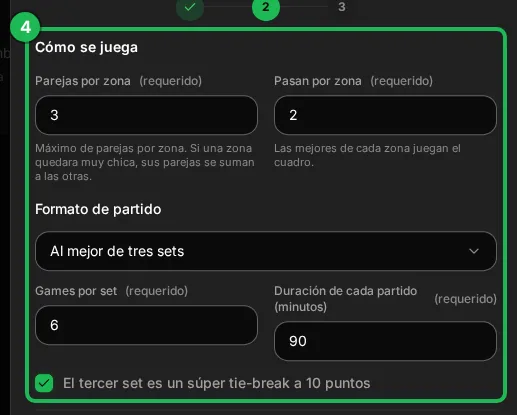 2
3
4
Cómo se juega
Parejas por zona (requerido)
Pasan por zona (requerido)
3
2
Máximo de parejas por zona. Si una zona
quedara muy chica, sus parejas se suman
a las otras.
Las mejores de cada zona juegan el
cuadro.
Formato de partido
Al mejor de tres sets
Games por set (requerido)
Duración de cada partido
(minutos)
(requerido)
6
90
El tercer set es un súper tie-break a 10 puntos